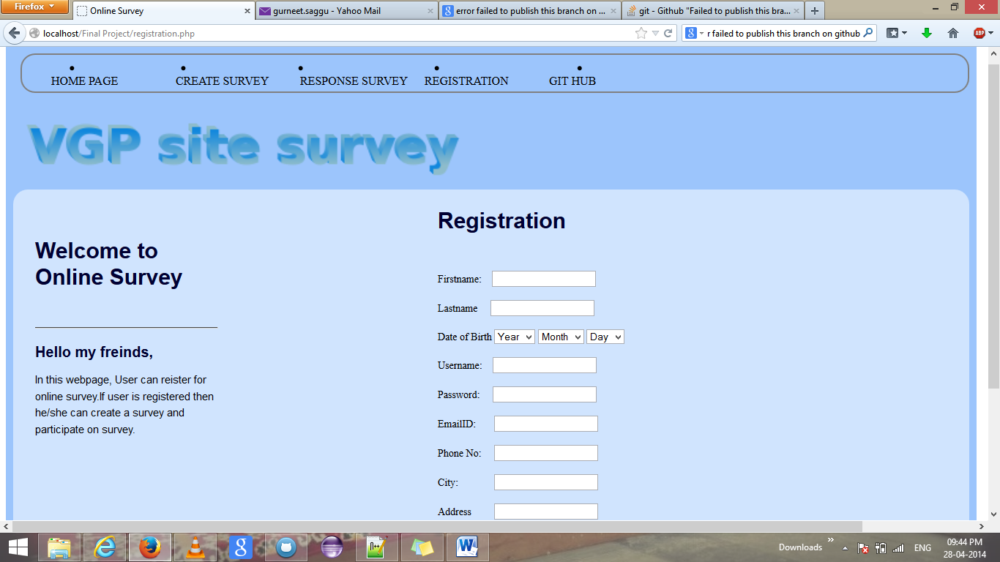 Firefox
Online Survey
gurneet.saggu - Yahoo Mail
error failed to publish this branch on ...
git - Github "Failed to publish this bra...
localhost/Final Project/registration.php
r failed to publish this branch on github
ABP
HOME PAGE
CREATE SURVEY
RESPONSE SURVEY
REGISTRATION
GIT HUB
VGP site survey
Registration
Welcome to
Online Survey
Hello my freinds,
In this webpage, User can reister for
online survey.If user is registered then
he/she can create a survey and
participate on survey.
Firstname:
Lastname
Date of Birth Year Month Day
Username:
Password:
EmailID:
Phone No:
City:
Address
Downloads
ENG
09:44 PM
28-04-2014